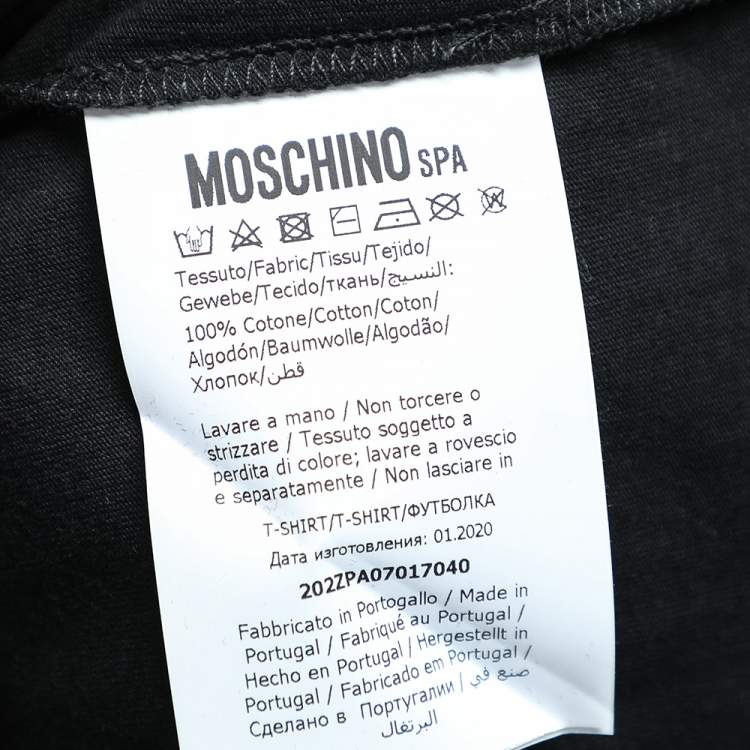 MOSCHINO SPA
Tessuto/Fabric/Tissu/Tejido/
Gewebe/Tecido/ткань/النسيج:
100% Cotone/Cotton/Coton/
Algodón/Baumwolle/Algodão/
Хлопок/قطن
Lavare a mano / Non torcere o
strizzare / Tessuto soggetto a
perdita di colore; lavare a rovescio
e separatamente / Non lasciare in
T-SHIRT/T-SHIRT/ФУТБОЛКА
Дата изготовления: 01.2020
202ZPA07017040
Fabbricato in Portogallo / Made in
Portugal / Fabriqué au Portugal /
Hecho en Portugal / Hergestellt in
Portugal / Fabricado em Portugal /
Сделано в Португалии / صنع في
البرتغال